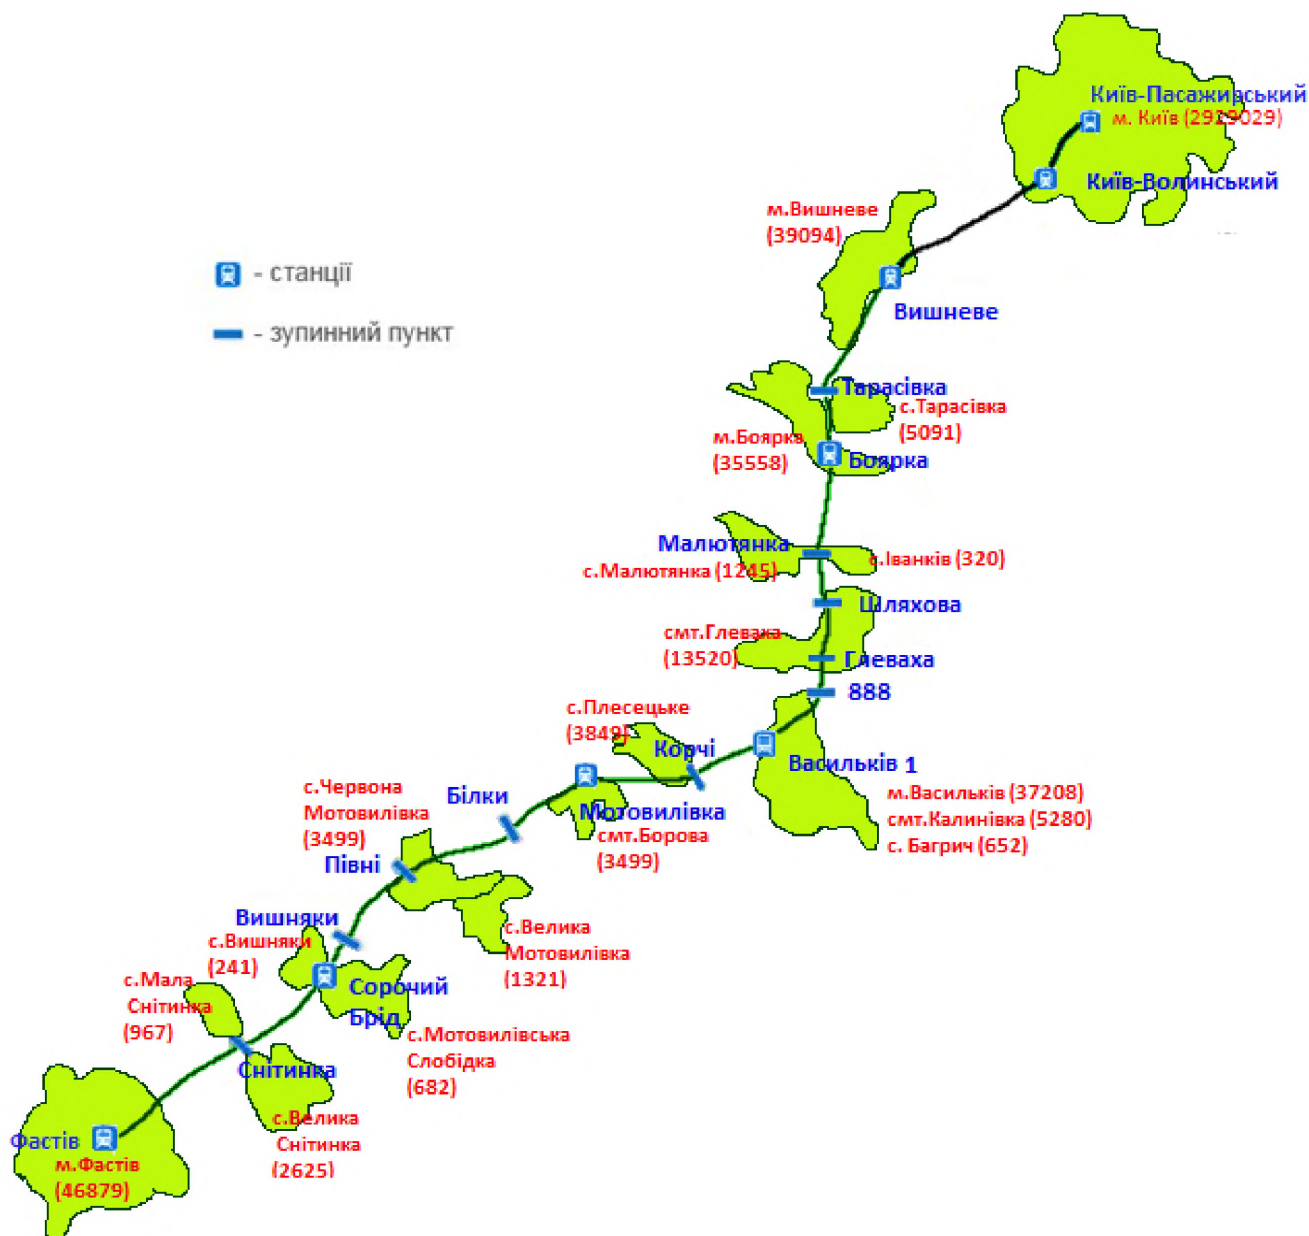 Київ-Пасажирський
м. Київ (2929029)
Київ-Волинський
м.Вишневе
(39094)
- станції
Вишневе
- зупинний пункт
Тарасівка
с.Тарасівка
(5091)
м.Боярка
(35558)
Боярка
Малютянка
с.Малютянка (1245)
с.Іванків (320)
Шляхова
смт.Глеваха
(13520)
Глеваха
888
с.Плесецьке
(3849)
Корчі
Васильків 1
м.Васильків (37208)
смт.Калинівка (5280)
с. Багрич (652)
с.Червона
Мотовилівка
(3499)
Білки
Мотовилівка
смт.Борова
(3499)
Півні
Вишняки
с.Вишняки
(241)
с.Велика
Мотовилівка
(1321)
с.Мала
Снітинка
(967)
Сорочий
Брід
с.Мотовилівська
Слобідка
(682)
Снітинка
с.Велика
Снітинка
(2625)
Фастів
м.Фастів
(46879)